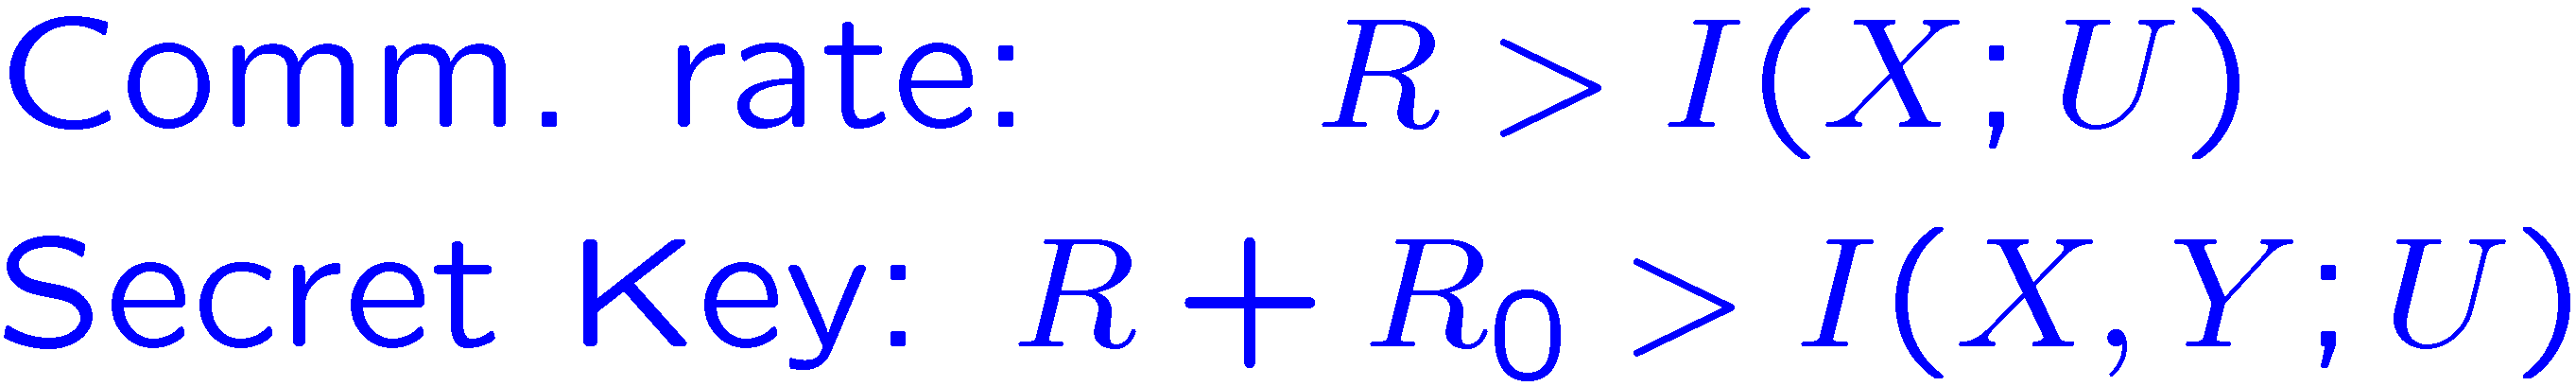 Comm. rate: R > I(X;U)
Secret Key: R + R₀ > I(X,Y;U)